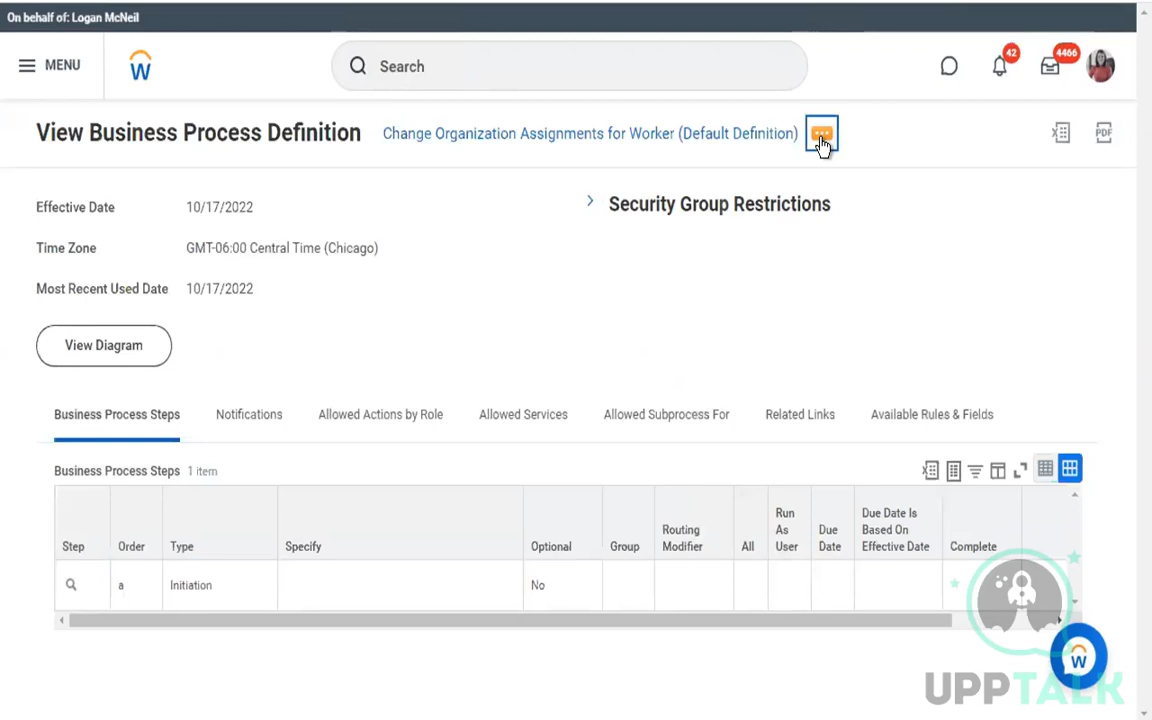 On behalf of: Logan McNeil
MENU
Search
42
4466
View Business Process Definition
Change Organization Assignments for Worker (Default Definition)
PDF
Effective Date 10/17/2022
Security Group Restrictions
Time Zone GMT-06:00 Central Time (Chicago)
Most Recent Used Date 10/17/2022
View Diagram
Business Process Steps Notifications Allowed Actions by Role Allowed Services Allowed Subprocess For Related Links Available Rules & Fields
Business Process Steps 1 item
Step Order Type Specify Optional Group Routing Modifier All Run As User Due Date Due Date Is Based On Effective Date Complete
a Initiation No
UPPTALK